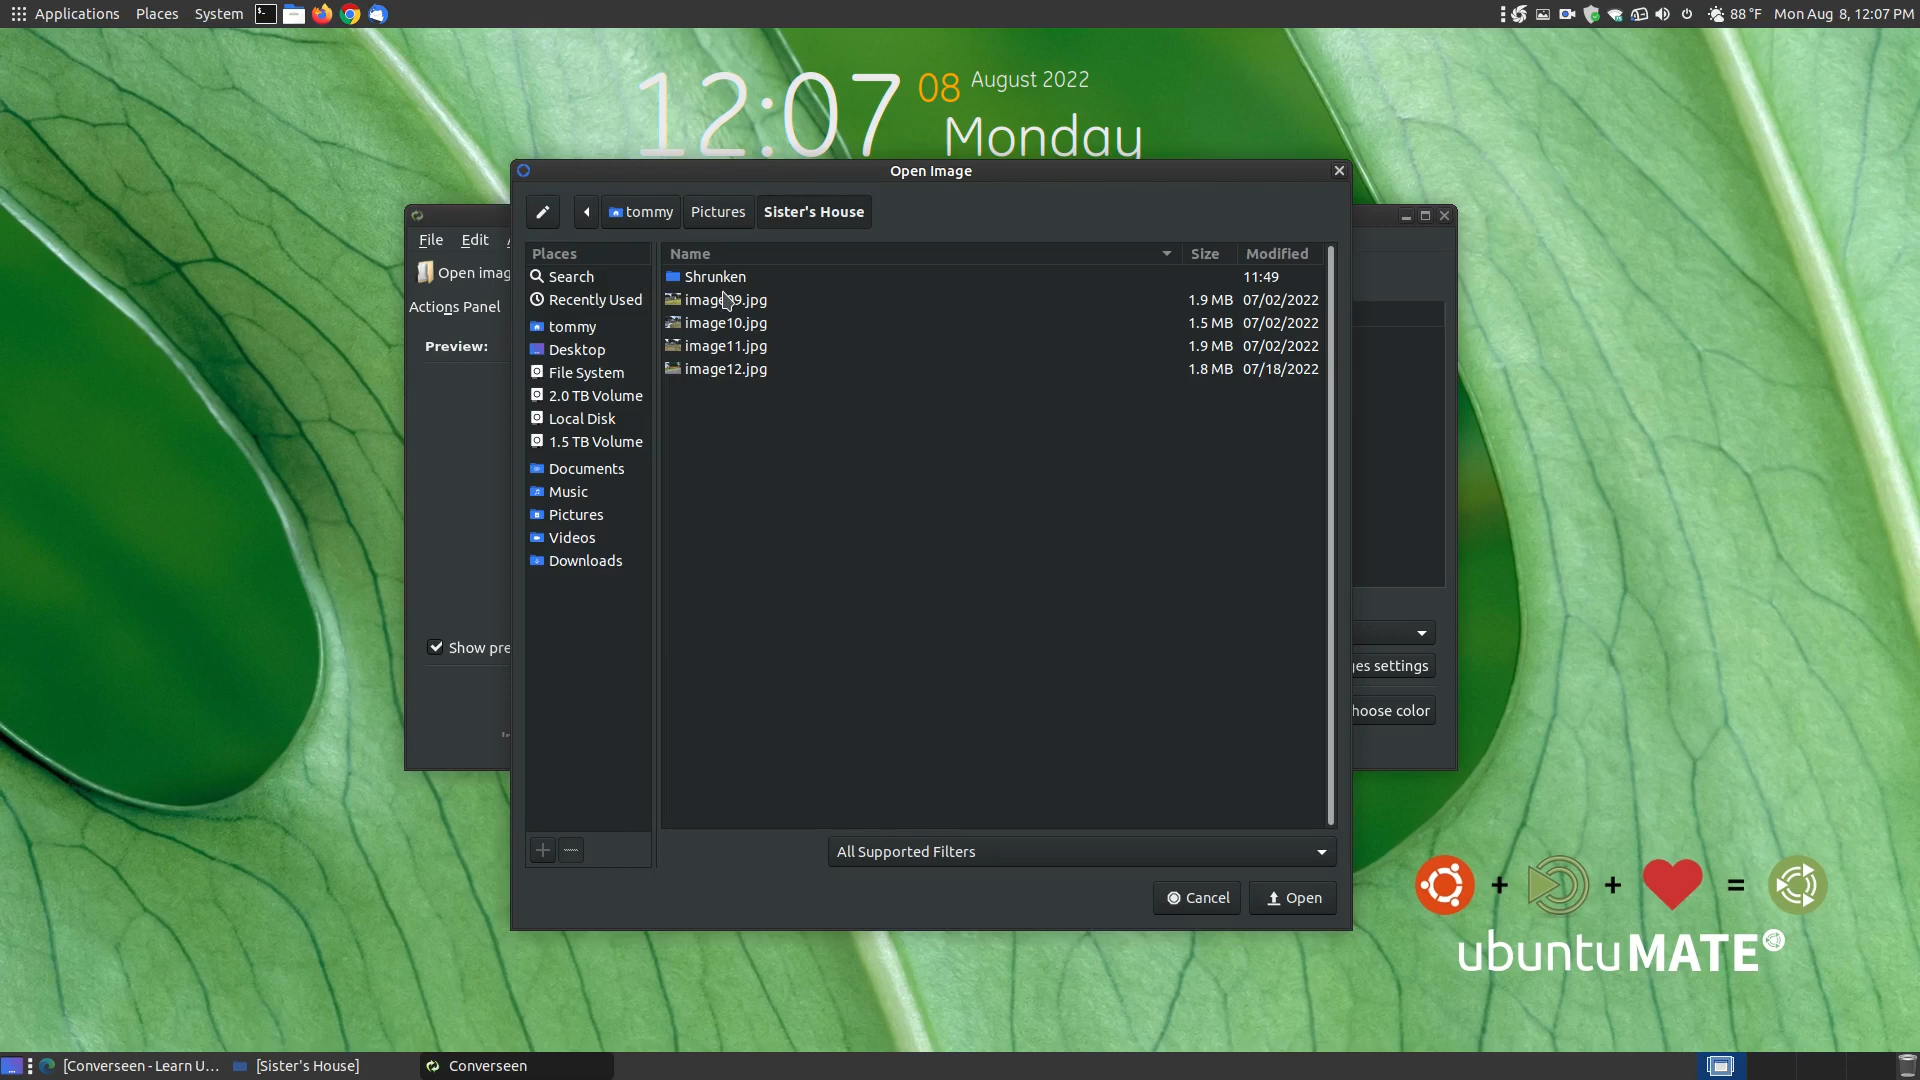 Applications Places System 88 °F Mon Aug 8, 12:07 PM
12:07 08 August 2022
Monday
Open Image
tommy Pictures Sister's House
File Edit
Open imag
Actions Panel
Preview:
Show pre
Places
Search
Recently Used
tommy
Desktop
File System
2.0 TB Volume
Local Disk
1.5 TB Volume
Documents
Music
Pictures
Videos
Downloads
Name Size Modified
Shrunken 11:49
1.9 MB 07/02/2022
image10.jpg 1.5 MB 07/02/2022
image11.jpg 1.9 MB 07/02/2022
image12.jpg 1.8 MB 07/18/2022
All Supported Filters
Cancel Open
ges settings
hoose color
+ + =
ubuntu MATE
[Converseen - Learn U... [Sister's House] Converseen